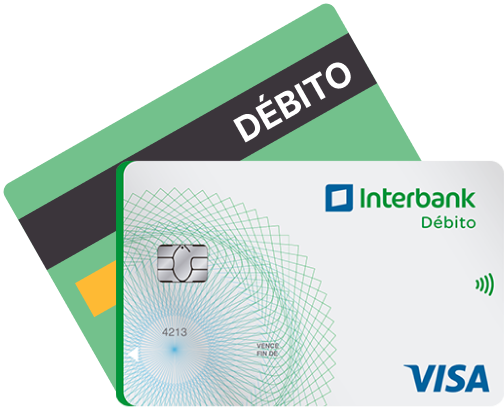 DÉBITO
Interbank
Débito
4213
VENCE
FIN DE
VISA